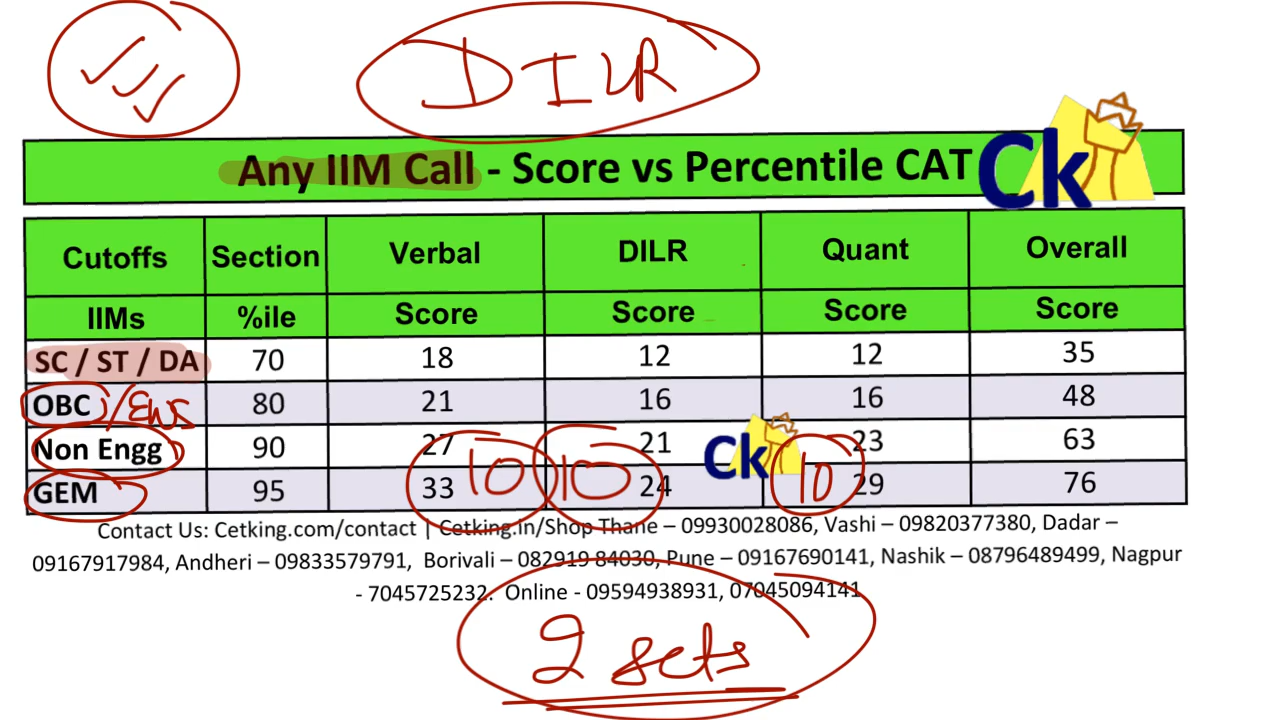 DILR
Any IIM Call - Score vs Percentile CAT Ck
Cutoffs Section Verbal DILR Quant Overall
IIMs %ile Score Score Score Score
SC / ST / DA 70 18 12 12 35
OBC /EWS 80 21 16 16 48
Non Engg 90 27 21 Ck 23 63
GEM 95 33 10 10 24 10 29 76
Contact Us: Cetking.com/contact | Cetking.in/Shop Thane – 09930028086, Vashi – 09820377380, Dadar –
09167917984, Andheri – 09833579791, Borivali – 082919 84030, Pune – 09167690141, Nashik – 08796489499, Nagpur
- 7045725232. Online - 09594938931, 07045094141
2 sets